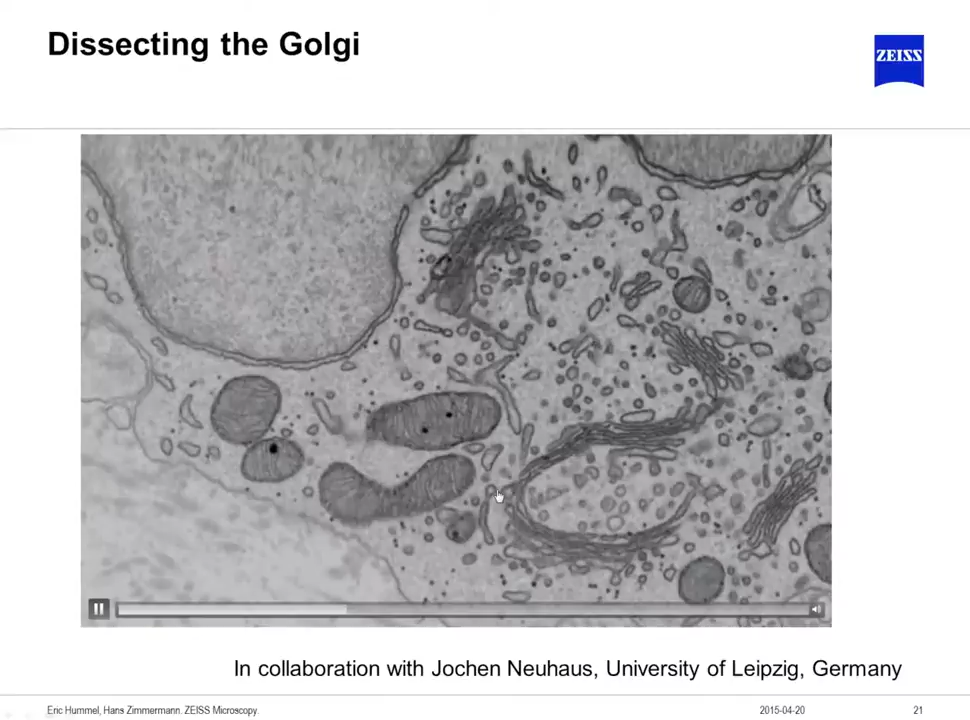 Dissecting the Golgi
ZEISS
In collaboration with Jochen Neuhaus, University of Leipzig, Germany
Eric Hummel, Hans Zimmermann. ZEISS Microscopy.
2015-04-20
21